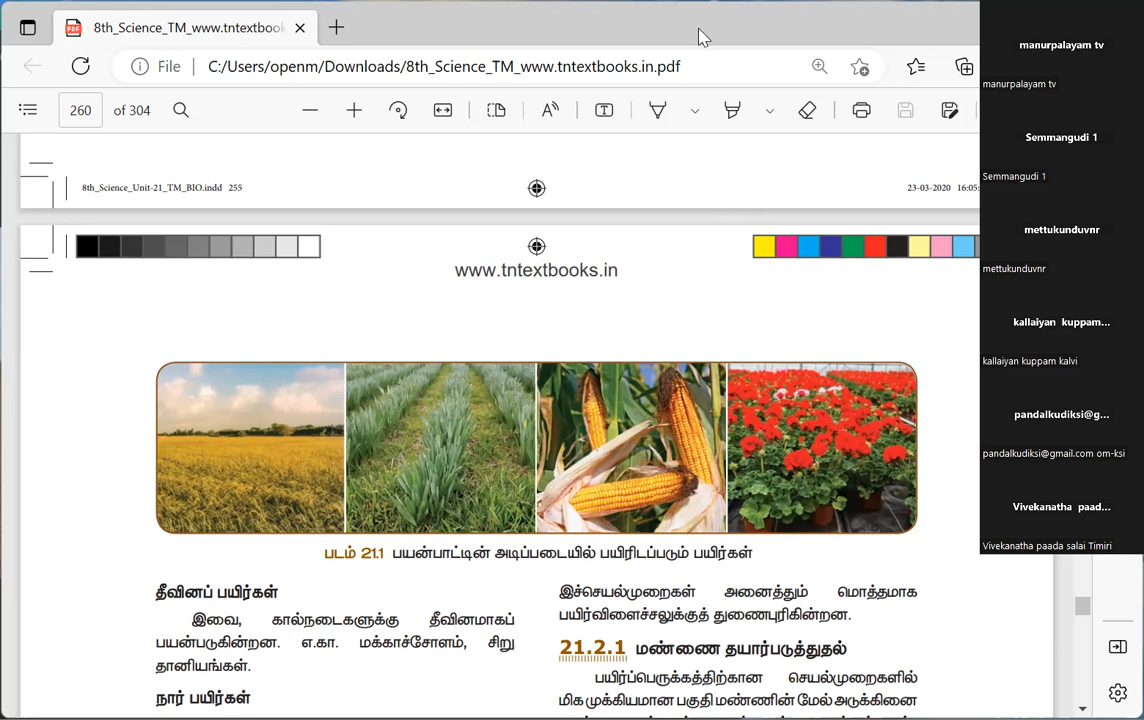 8th_Science_TM_www.tntextbook
File C:/Users/openm/Downloads/8th_Science_TM_www.tntextbooks.in.pdf
260 of 304
8th_Science_Unit-21_TM_BIO.indd 255
23-03-2020 16:05:
www.tntextbooks.in
படம் 21.1 பயன்பாட்டின் அடிப்படையில் பயிரிடப்படும் பயிர்கள்
தீவினப் பயிர்கள்
இவை, கால்நடைகளுக்கு தீவினமாகப்
பயன்படுகின்றன. எ.கா. மக்காச்சோளம், சிறு
தானியங்கள்.
நார் பயிர்கள்
இச்செயல்முறைகள் அனைத்தும் மொத்தமாக
பயிர்விளைச்சலுக்குத் துணைபுரிகின்றன.
21.2.1 மண்ணை தயார்படுத்துதல்
பயிர்ப்பெருக்கத்திற்கான செயல்முறைகளில்
மிக முக்கியமான பகுதி மண்ணின் மேல் அடுக்கினை
manurpalayam tv
manurpalayam tv
Semmangudi 1
Semmangudi 1
mettukunduvnr
mettukunduvnr
kallaiyan kuppam...
kallaiyan kuppam kalvi
pandalkudiksi@g...
pandalkudiksi@gmail.com om-ksi
Vivekanatha paad...
Vivekanatha paada salai Timiri